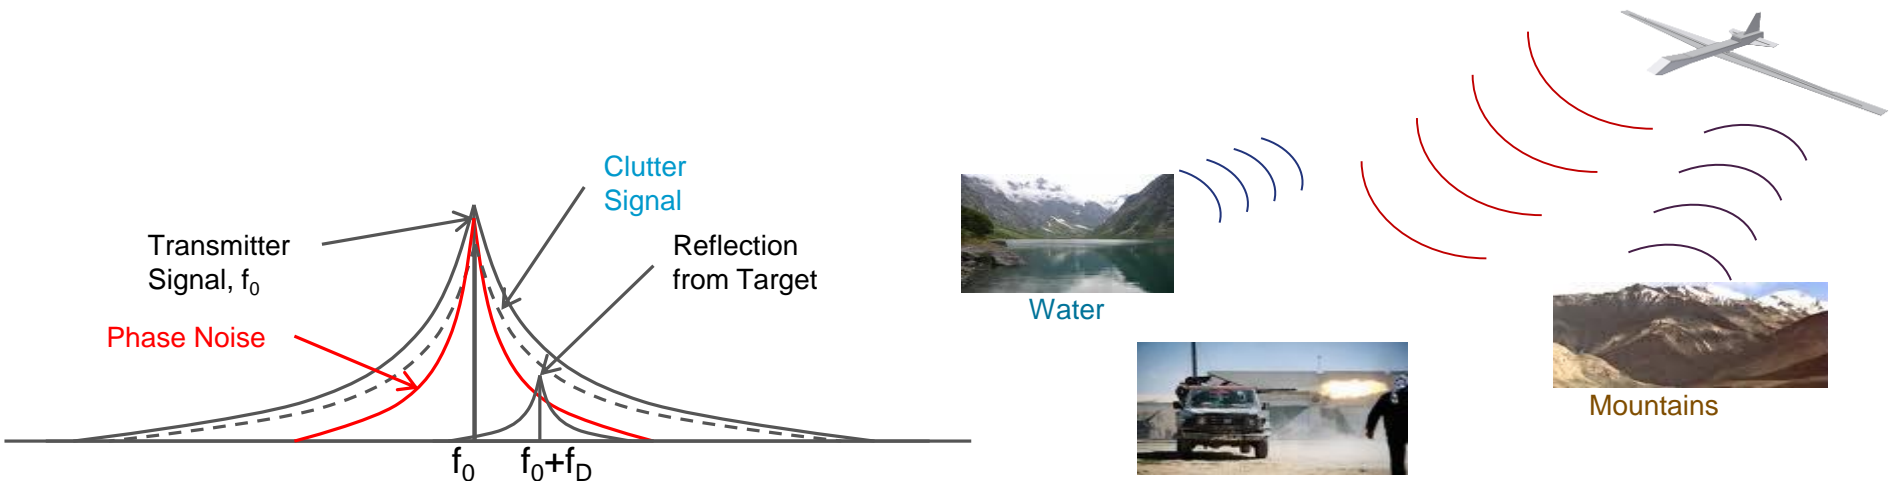 Clutter
Signal
Transmitter
Signal, f0
Reflection
from Target
Phase Noise
f0
f0+fD
Water
Mountains